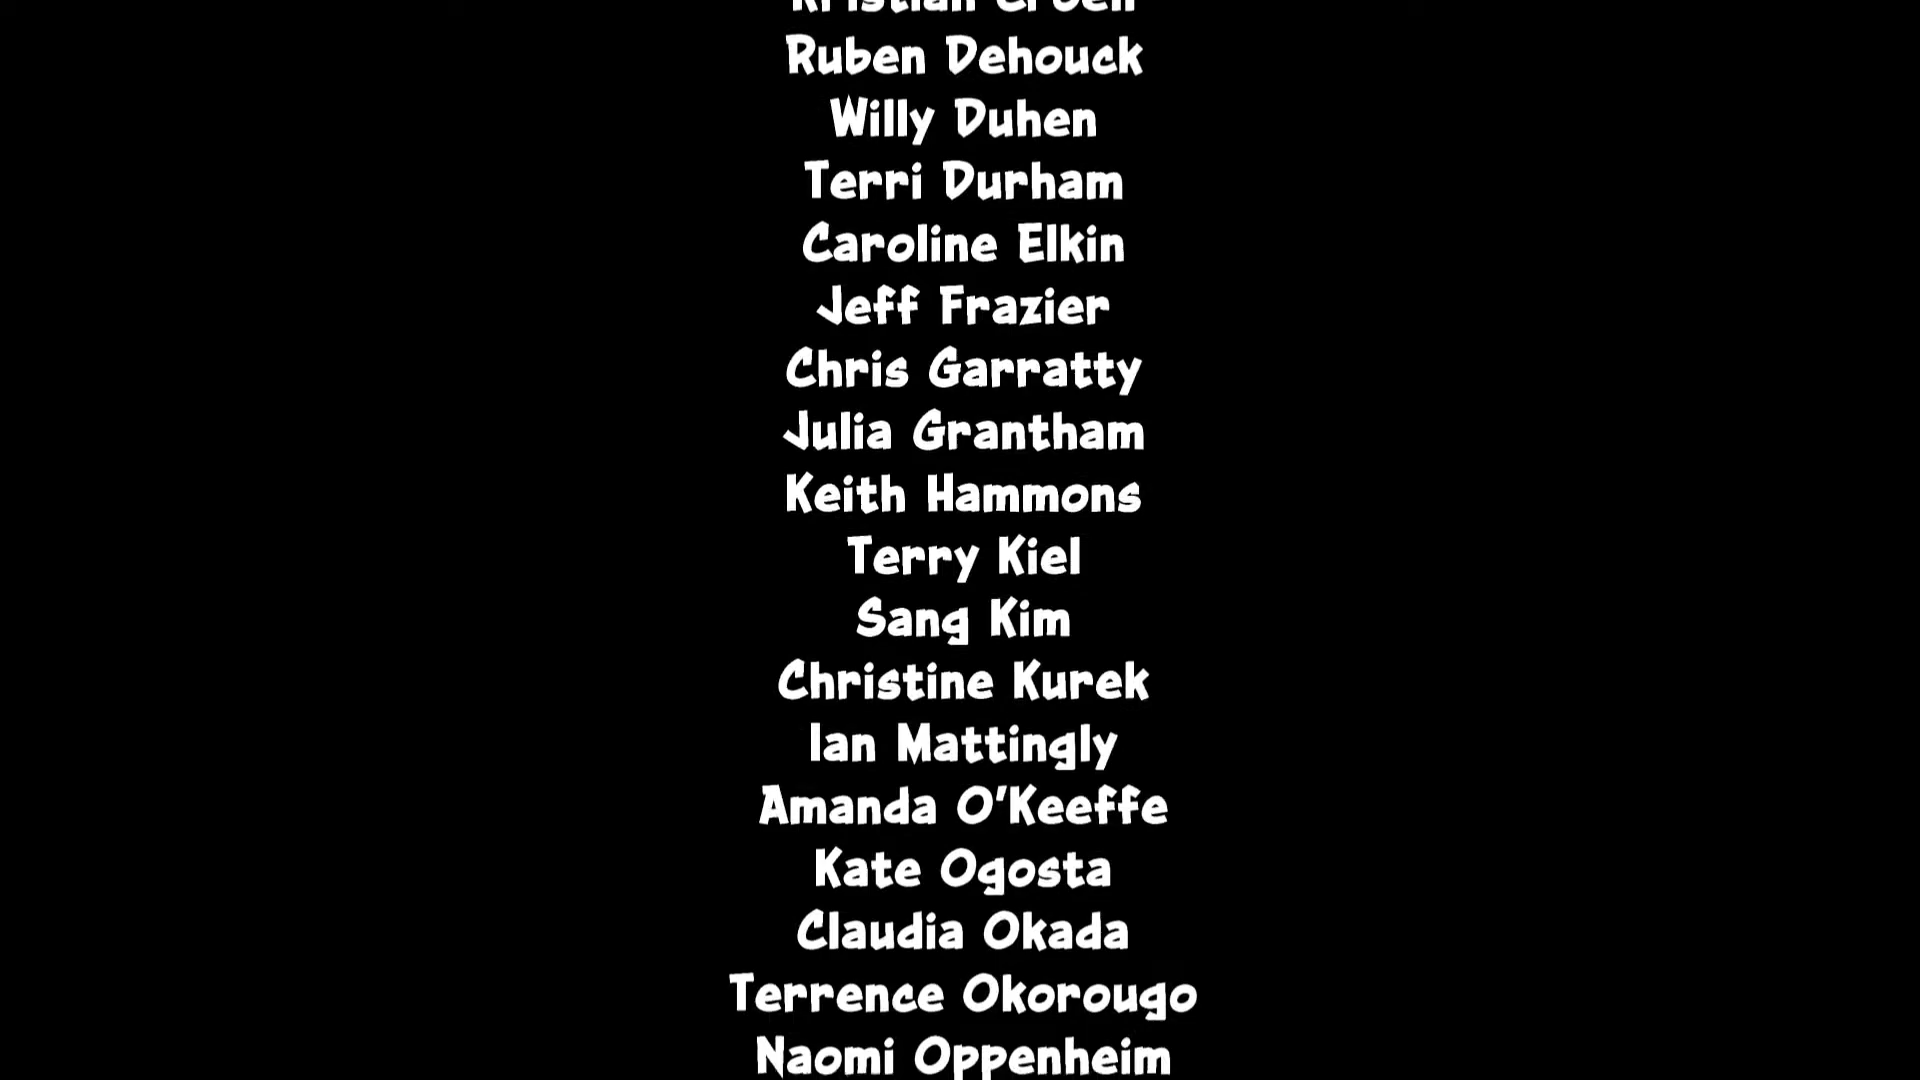 Ruben Dehouck
Willy Duhen
Terri Durham
Caroline Elkin
Jeff Frazier
Chris Garratty
Julia Grantham
Keith Hammons
Terry Kiel
Sang Kim
Christine Kurek
Ian Mattingly
Amanda O'Keeffe
Kate Ogosta
Claudia Okada
Terrence Okorougo
Naomi Oppenheim